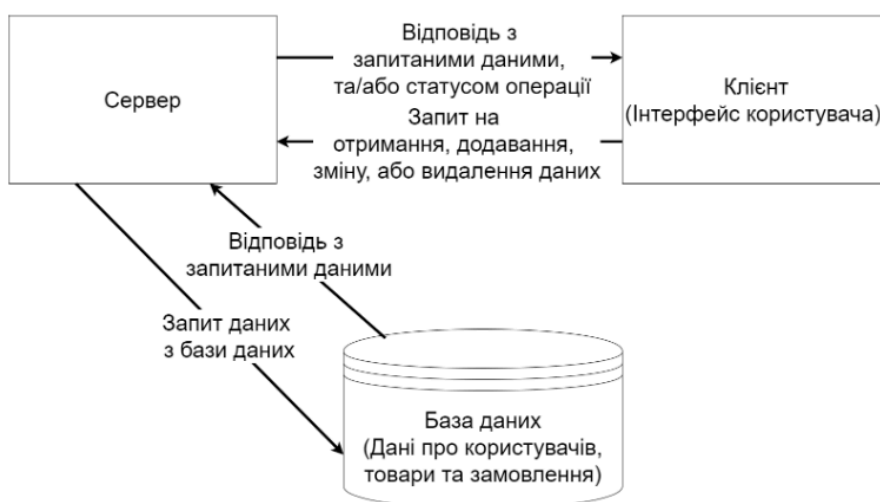 Сервер
Відповідь з
запитаними даними,
та/або статусом операції
Запит на
отримання, додавання,
зміну, або видалення даних
Клієнт
(Інтерфейс користувача)
Відповідь з
запитаними даними
Запит даних
з бази даних
База даних
(Дані про користувачів,
товари та замовлення)